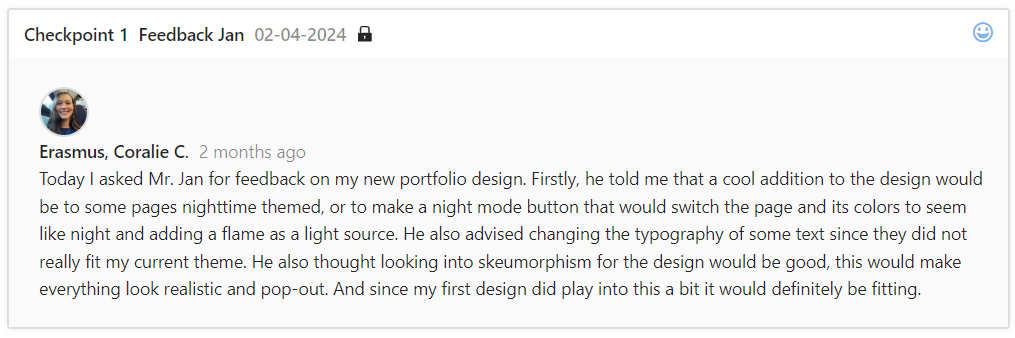 Checkpoint 1 Feedback Jan 02-04-2024
Erasmus, Coralie C. 2 months ago
Today I asked Mr. Jan for feedback on my new portfolio design. Firstly, he told me that a cool addition to the design would
be to some pages nighttime themed, or to make a night mode button that would switch the page and its colors to seem
like night and adding a flame as a light source. He also advised changing the typography of some text since they did not
really fit my current theme. He also thought looking into skeumorphism for the design would be good, this would make
everything look realistic and pop-out. And since my first design did play into this a bit it would definitely be fitting.